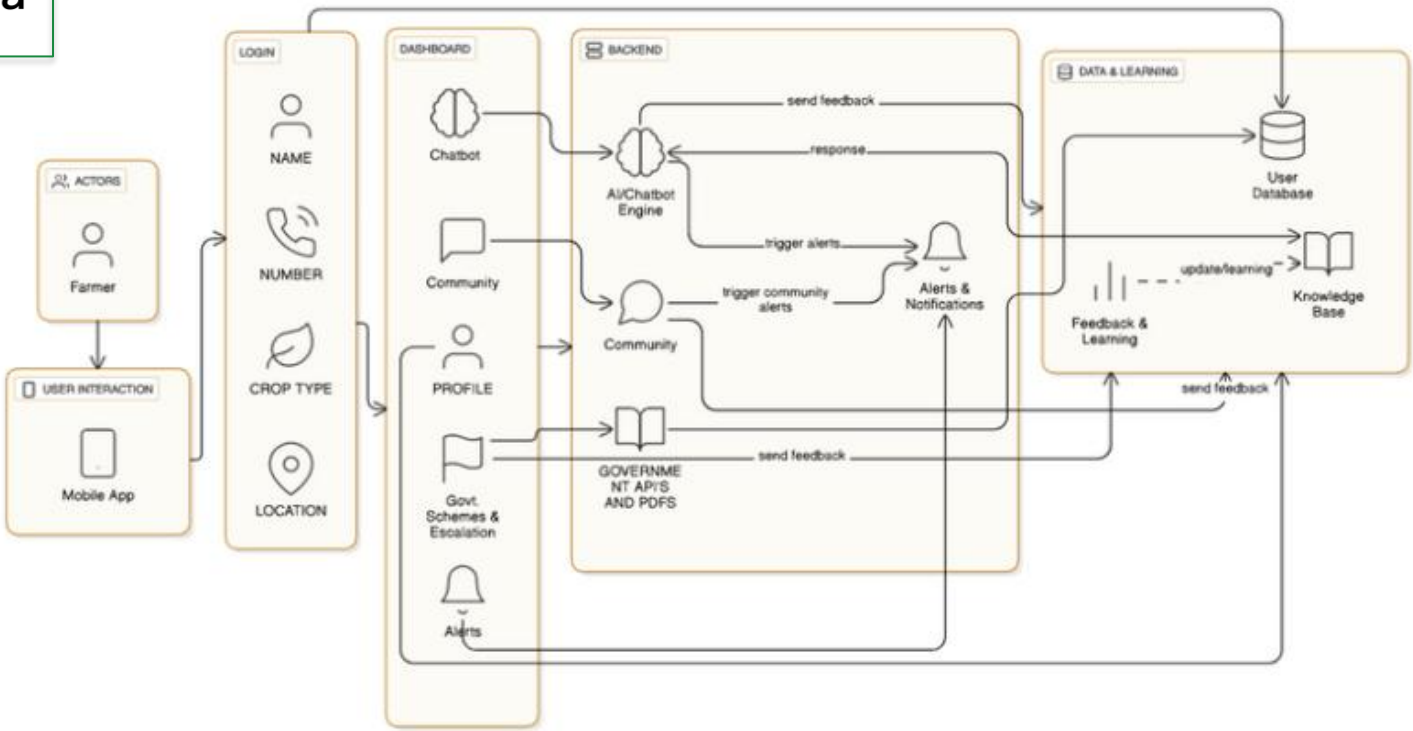 a
ACTORS
Farmer
USER INTERACTION
Mobile App
LOGIN
NAME
NUMBER
CROP TYPE
LOCATION
DASHBOARD
Chatbot
Community
PROFILE
Govt.
Schemes &
Escalation
Alerts
BACKEND
send feedback
response
AI/Chatbot
Engine
trigger alerts
trigger community
alerts
Alerts &
Notifications
Community
send feedback
GOVERNME
NT API'S
AND PDFS
DATA & LEARNING
User
Database
update/learning
Knowledge
Base
Feedback &
Learning
send feedback